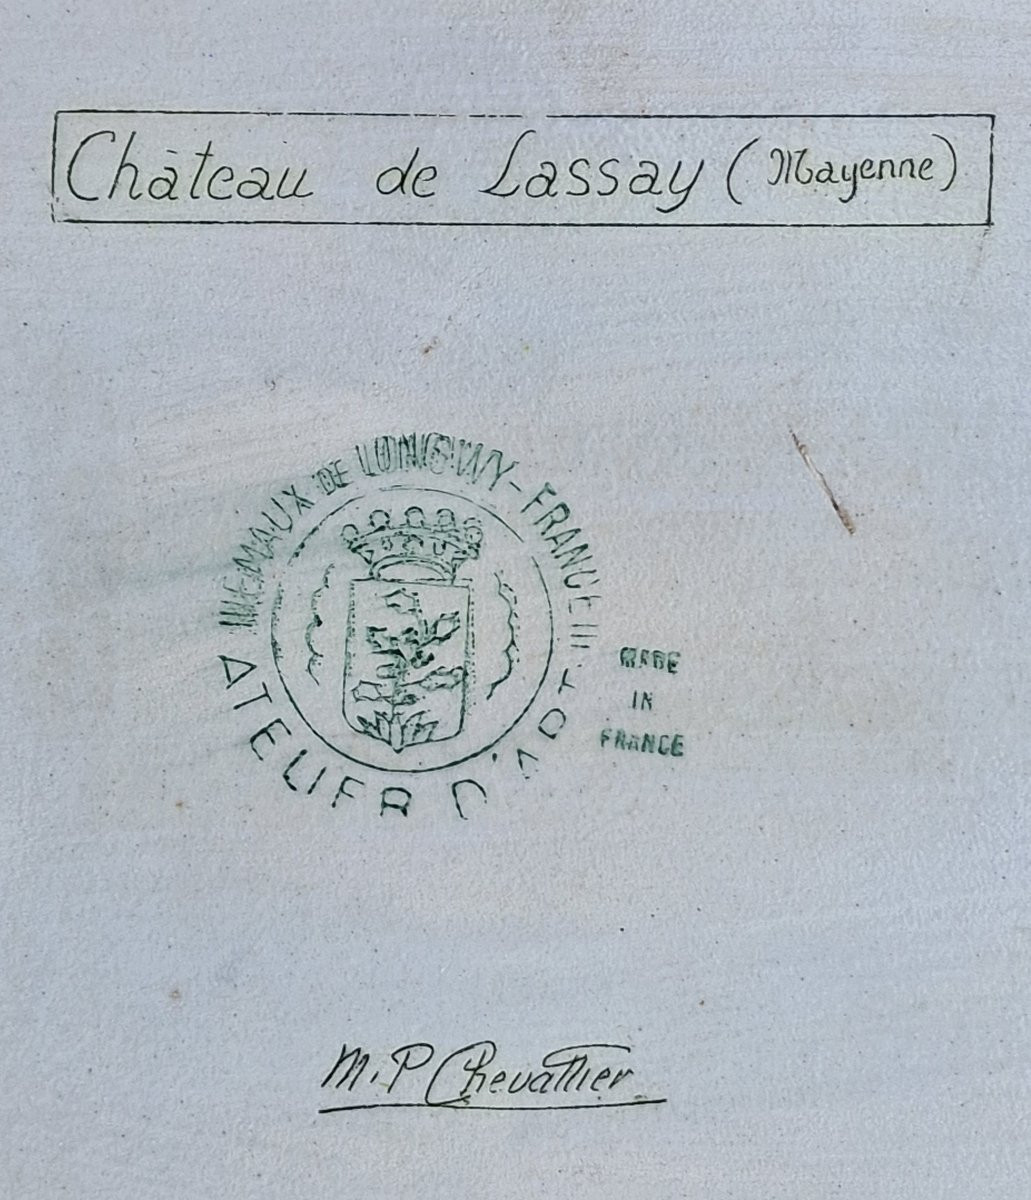 Château de Lassay (Mayenne)
EMAUX DE LONGWY - FRANCE
ATELIER D'ART
MADE
IN
FRANCE
M.P Chevallier